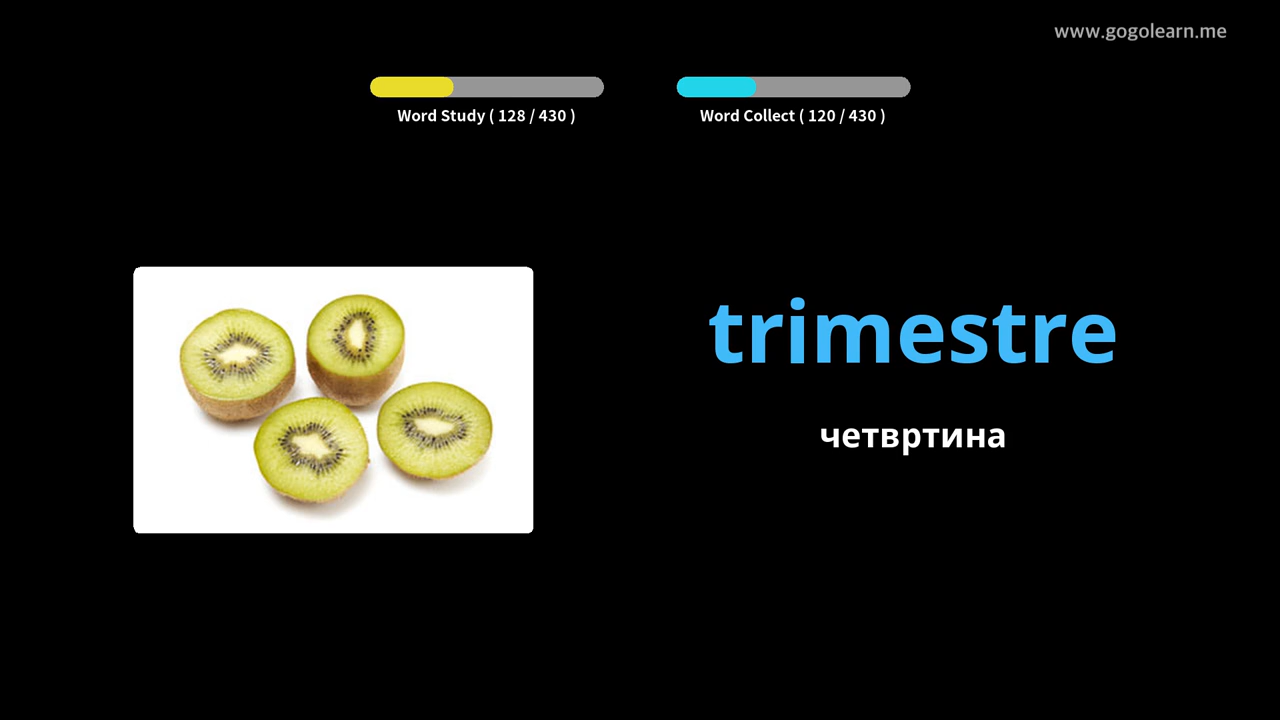 www.gogolearn.me
Word Study ( 128 / 430 )
Word Collect ( 120 / 430 )
trimestre
четвртина